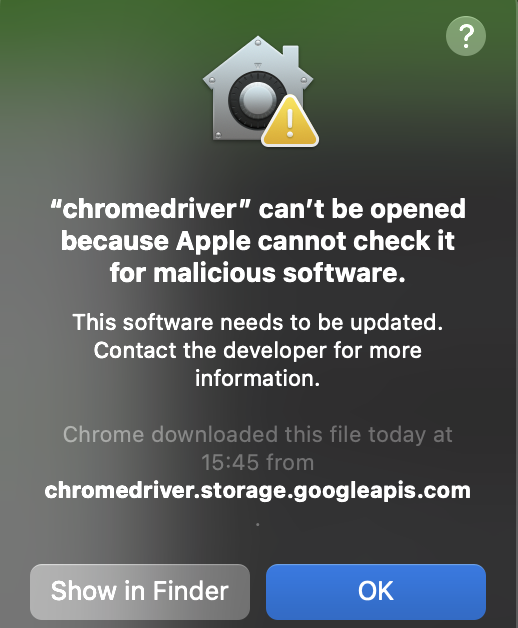 ?
“chromedriver” can’t be opened
because Apple cannot check it
for malicious software.
This software needs to be updated.
Contact the developer for more
information.
Chrome downloaded this file today at
15:45 from
chromedriver.storage.googleapis.com
.
Show in Finder
OK